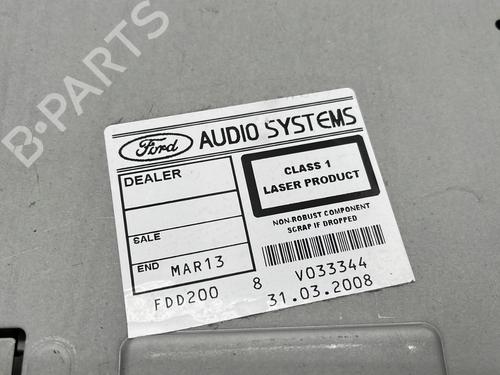 B-PARTS
Ford AUDIO SYSTEMS
DEALER
CLASS 1
LASER PRODUCT
NON-ROBUST COMPONENT
SCRAP IF DROPPED
SALE
END MAR13
FDD200 8 V033344
31.03.2008